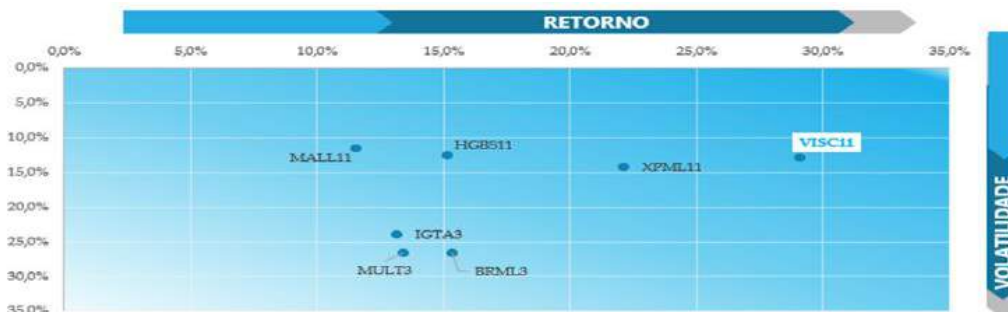 RETORNO
0,0% 5,0% 10,0% 15,0% 20,0% 25,0% 30,0% 35,0%
0,0%
5,0%
10,0%
HGBS11
VISC11
MALL11
15,0%
XPML11
20,0%
25,0%
IGTA3
MULT3
BRML3
30,0%
35,0%
VOLATILIDADE